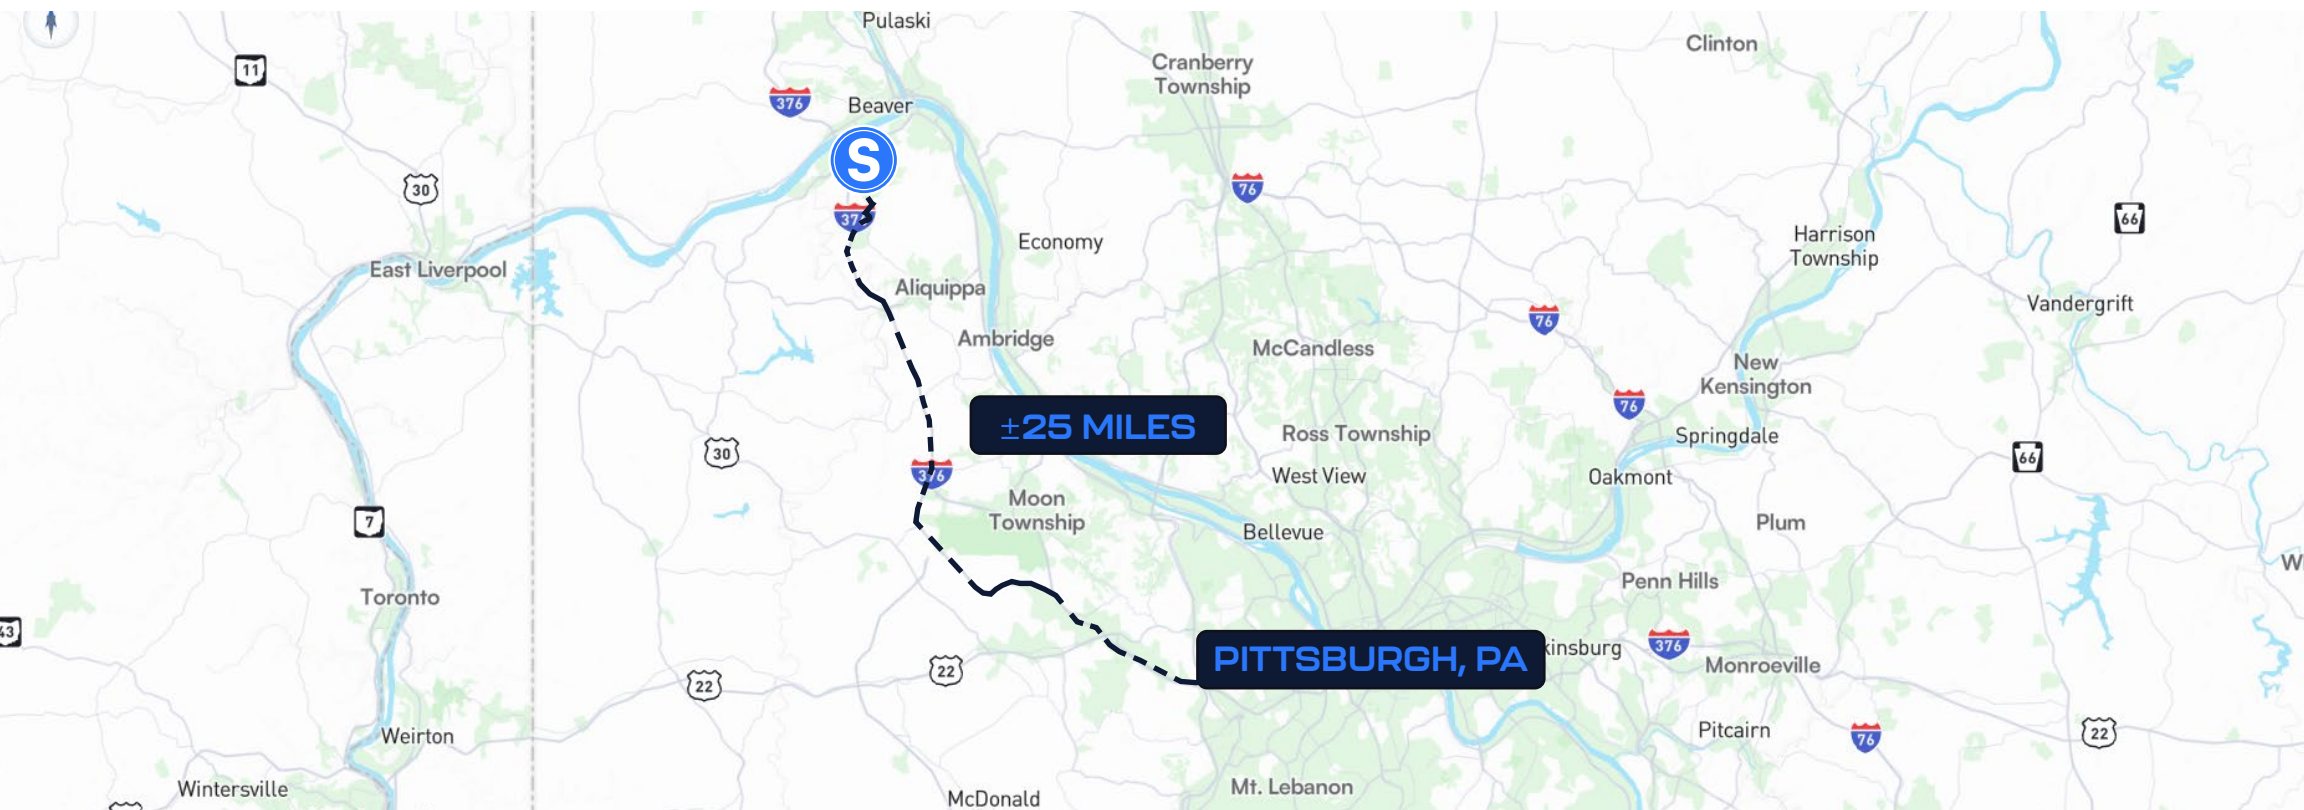 Pulaski
Clinton
11
Cranberry
Township
376
Beaver
S
30
76
66
37
Harrison
Township
Economy
East Liverpool
Aliquippa
Vandergrift
76
Ambridge
McCandless
New
Kensington
76
±25 MILES
Ross Township
Springdale
30
66
376
West View
Oakmont
Moon
Township
7
Plum
Bellevue
Penn Hills
Toronto
43
376
kinsburg
PITTSBURGH, PA
Monroeville
22
22
Weirton
Pitcairn
76
22
Wintersville
Mt. Lebanon
McDonald